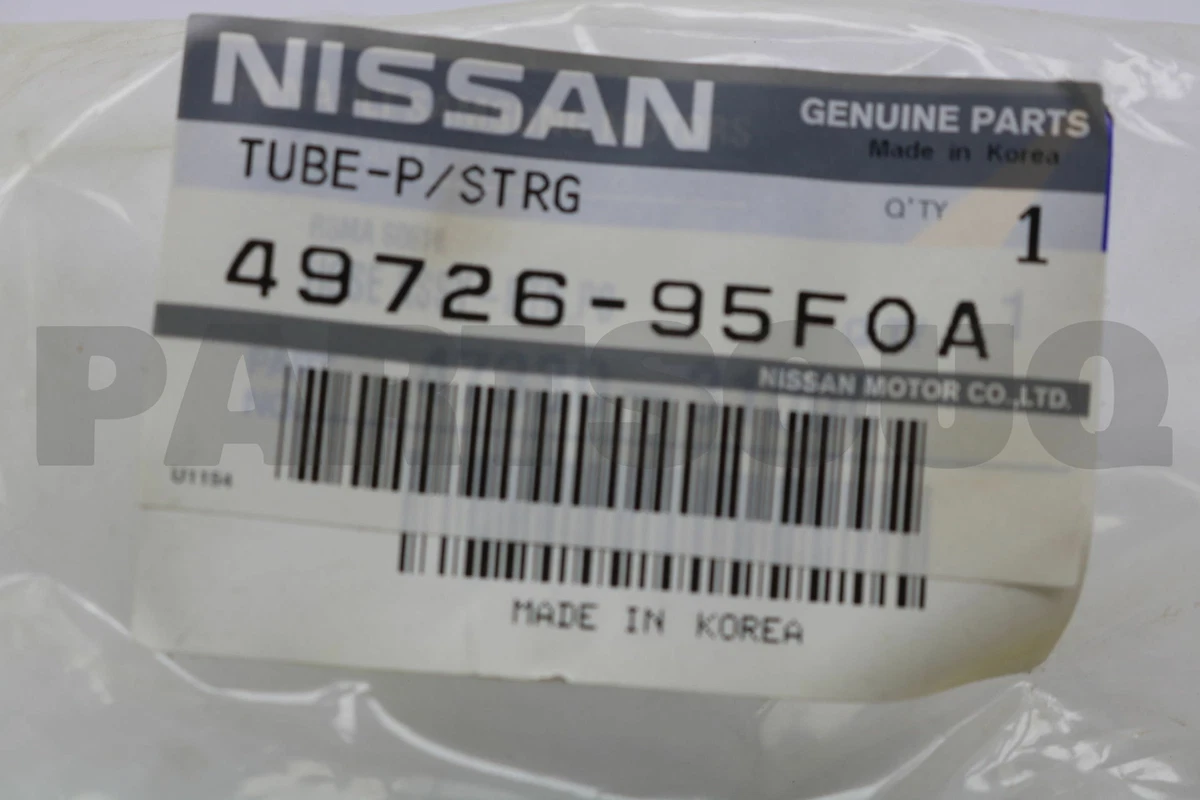 NISSAN
GENUINE PARTS
Made in Korea
TUBE-P/STRG
Q'TY 1
49726-95F0A
NISSAN MOTOR CO.,LTD.
PARTSOUQ
U1154
MADE IN KOREA